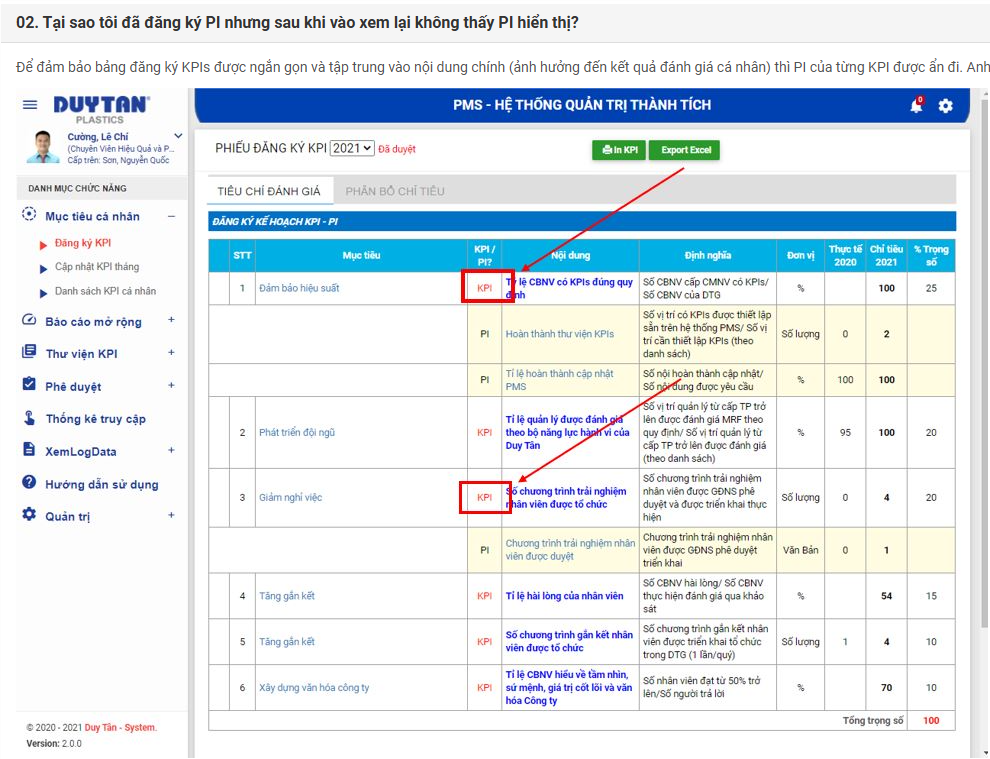 02. Tại sao tôi đã đăng ký PI nhưng sau khi vào xem lại không thấy PI hiển thị?
Để đảm bảo bảng đăng ký KPIs được ngắn gọn và tập trung vào nội dung chính (ảnh hưởng đến kết quả đánh giá cá nhân) thì PI của từng KPI được ẩn đi. Anh
DUYTAN
PLASTICS
PMS - HỆ THỐNG QUẢN TRỊ THÀNH TÍCH
0
Cường, Lê Chí
(Chuyên Viên Hiệu Quả và P...
Cấp trên: Sơn, Nguyễn Quốc
DANH MỤC CHỨC NĂNG
Mục tiêu cá nhân −
Đăng ký KPI
Cập nhật KPI tháng
Danh sách KPI cá nhân
Báo cáo mở rộng +
Thư viện KPI +
Phê duyệt +
Thống kê truy cập
XemLogData +
Hướng dẫn sử dụng
Quản trị +
© 2020 - 2021 Duy Tân - System.
Version: 2.0.0
PHIẾU ĐĂNG KÝ KPI 2021 Đã duyệt
In KPI Export Excel
TIÊU CHÍ ĐÁNH GIÁ PHÂN BỔ CHỈ TIÊU
ĐĂNG KÝ KẾ HOẠCH KPI - PI
STT Mục tiêu KPI / PI? Nội dung Định nghĩa Đơn vị Thực tế 2020 Chỉ tiêu 2021 % Trọng số
1 Đảm bảo hiệu suất KPI Tỷ lệ CBNV có KPIs đúng quy định Số CBNV cấp CMNV có KPIs/ Số CBNV của DTG % 100 25
PI Hoàn thành thư viện KPIs Số vị trí có KPIs được thiết lập sẵn trên hệ thống PMS/ Số vị trí cần thiết lập KPIs (theo danh sách) Số lượng 0 2
PI Tỉ lệ hoàn thành cập nhật PMS Số nội hoàn thành cập nhật/ Số nội dung được yêu cầu % 100 100
2 Phát triển đội ngũ KPI Tỉ lệ quản lý được đánh giá theo bộ năng lực hành vi của Duy Tân Số vị trí quản lý từ cấp TP trở lên được đánh giá MRF theo quy định/ Số vị trí quản lý từ cấp TP trở lên được đánh giá (theo danh sách) % 95 100 20
3 Giảm nghỉ việc KPI Số chương trình trải nghiệm nhân viên được tổ chức Số chương trình trải nghiệm nhân viên được GĐNS phê duyệt và được triển khai thực hiện Số lượng 0 4 20
PI Chương trình trải nghiệm nhân viên được duyệt Chương trình trải nghiệm nhân viên được GĐNS phê duyệt triển khai Văn Bản 0 1
4 Tăng gắn kết KPI Tỉ lệ hài lòng của nhân viên Số CBNV hài lòng/ Số CBNV thực hiện đánh giá qua khảo sát % 54 15
5 Tăng gắn kết KPI Số chương trình gắn kết nhân viên được tổ chức Số chương trình gắn kết nhân viên được triển khai tổ chức trong DTG (1 lần/quý) Số lượng 1 4 10
6 Xây dựng văn hóa công ty KPI Tỉ lệ CBNV hiểu về tầm nhìn, sứ mệnh, giá trị cốt lõi và văn hóa Công ty Số nhân viên đạt từ 50% trở lên/Số người trả lời % 70 10
Tổng trọng số 100